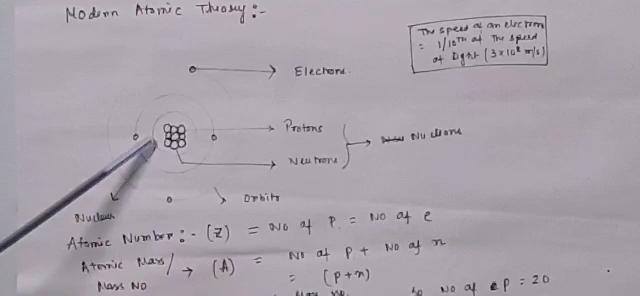 Modern Atomic Theory :-
The speed of an electron
= 1/10th of the speed
of light (3×10⁸ m/s)
Electrons
Protons
Neutrons
Nucleons
Nucleus
Orbits
Atomic Number :- (Z) = No of P = No of e
Atomic Mass/
Mass No → (A) = No of P + No of n
= (p+n)
No of P = 20